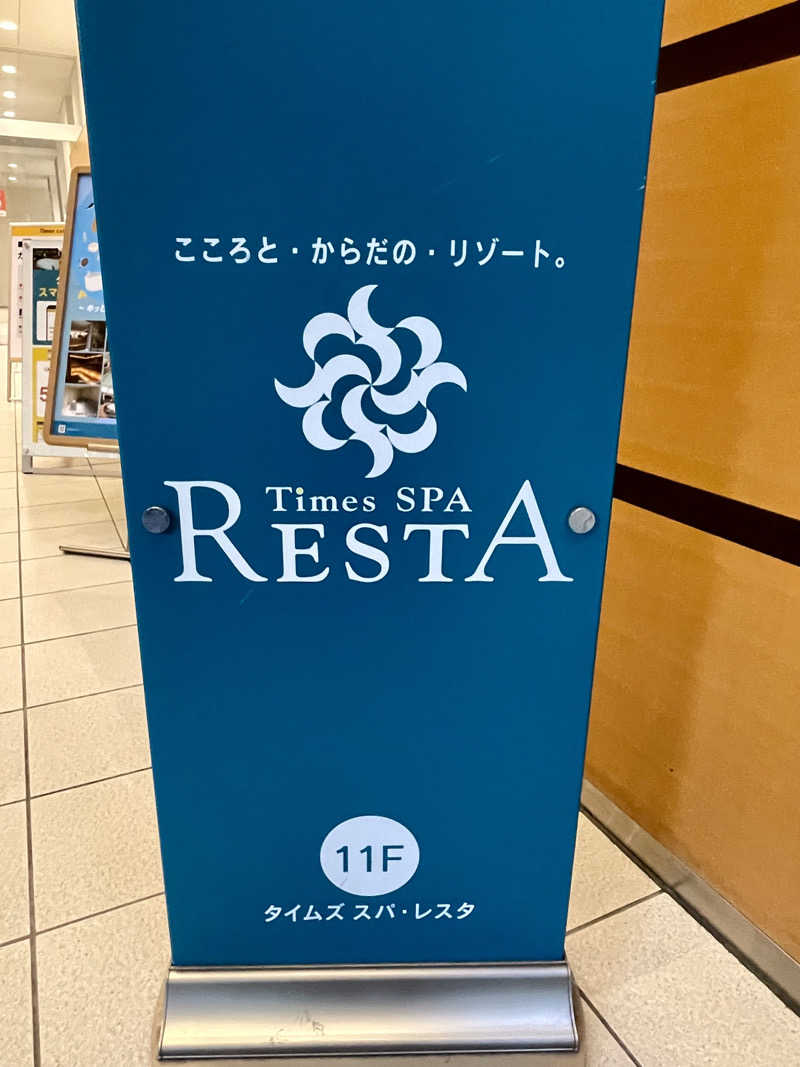 こころと・からだの・リゾート。
Times SPA
RESTA
11F
タイムズ スパ・レスタ